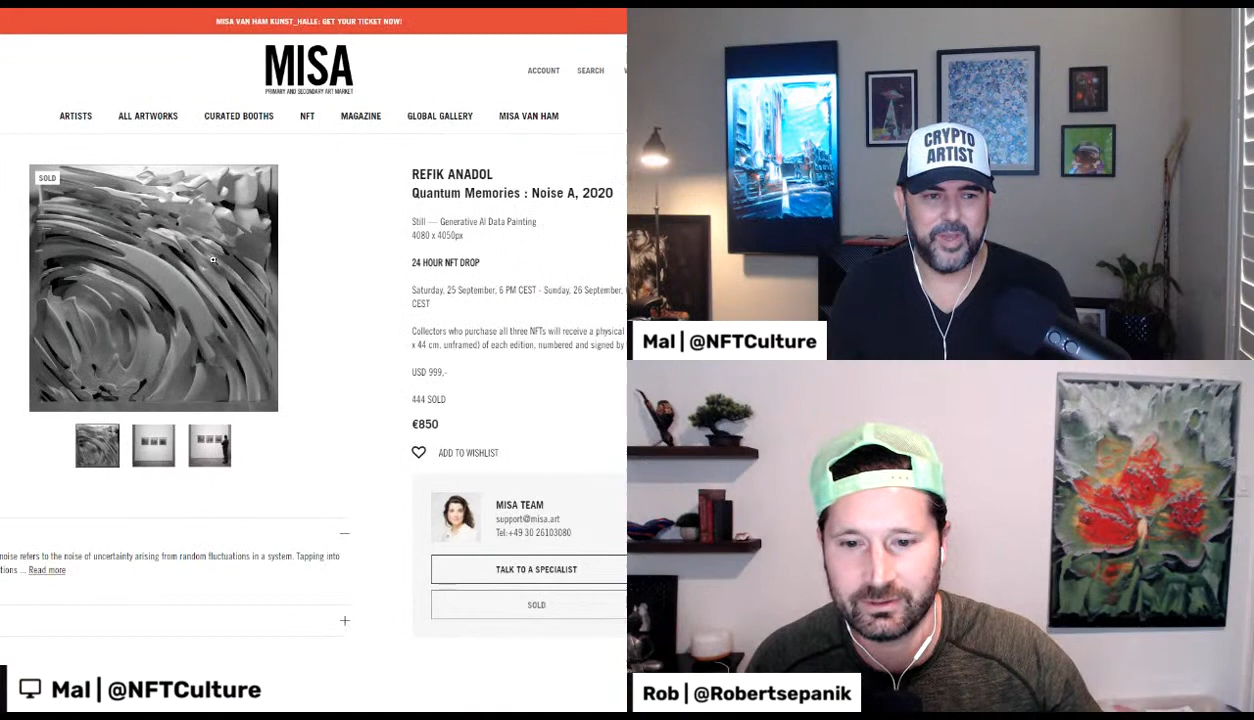 MISA VAN HAM KUNST_HALLE: GET YOUR TICKET NOW!
MISA
PRIMARY AND SECONDARY ART MARKET
ACCOUNT SEARCH
ARTISTS ALL ARTWORKS CURATED BOOTHS NFT MAGAZINE GLOBAL GALLERY MISA VAN HAM
SOLD
REFIK ANADOL
Quantum Memories : Noise A, 2020
Still — Generative AI Data Painting
4080 x 4050px
24 HOUR NFT DROP
Saturday, 25 September, 6 PM CEST - Sunday, 26 September,
CEST
Collectors who purchase all three NFTs will receive a physical
x 44 cm, unframed) of each edition, numbered and signed by
USD 999,-
444 SOLD
€850
ADD TO WISHLIST
MISA TEAM
support@misa.art
Tel:+49 30 26103080
TALK TO A SPECIALIST
SOLD
noise refers to the noise of uncertainty arising from random fluctuations in a system. Tapping into
tions ... Read more
Mal | @NFTCulture
CRYPTO
ARTIST
Mal | @NFTCulture
Rob | @Robertsepanik